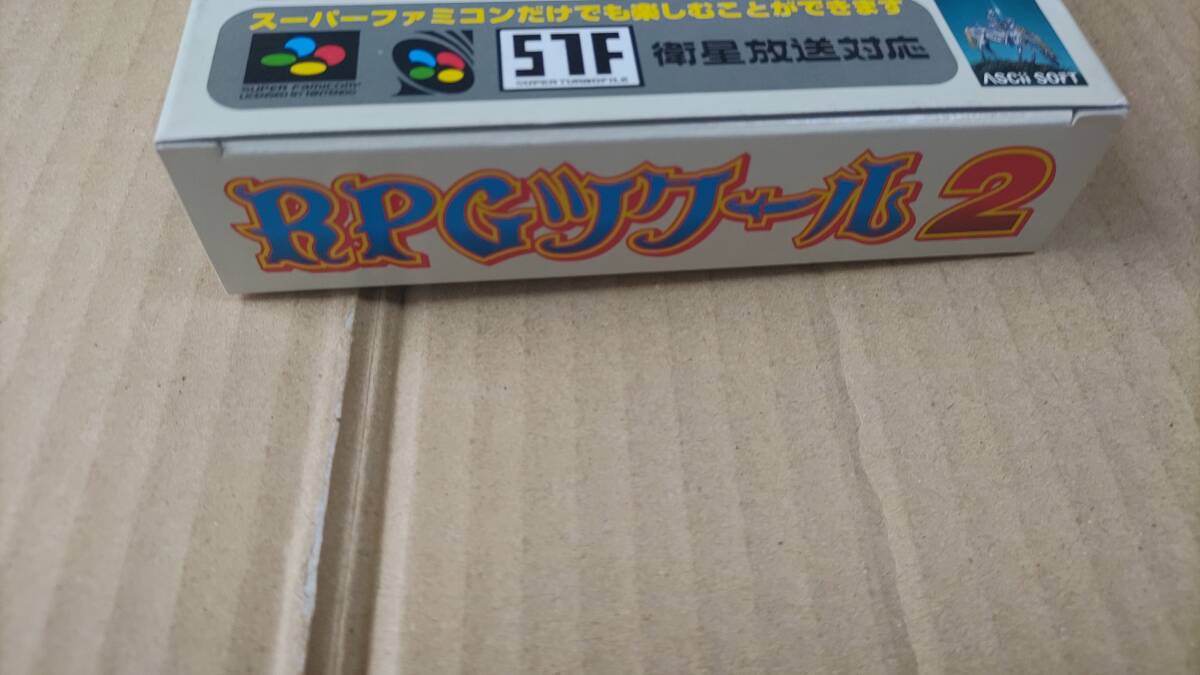 スーパーファミコンだけでも楽しむことができます
SUPER FAMICOM
LICENSED BY NINTENDO
STF
SUPER TURBOFILE
衛星放送対応
ASCII SOFT
RPGツクール2